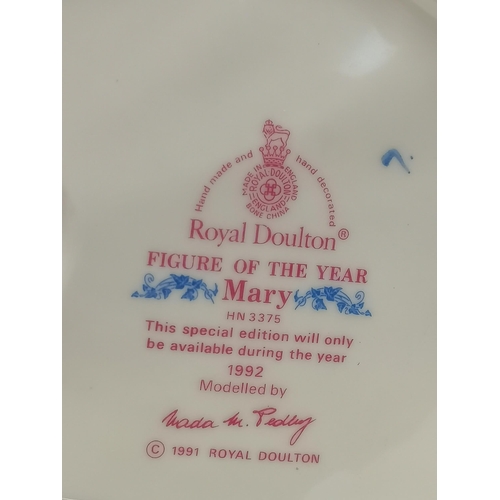 Hand made and hand decorated
MADE IN ENGLAND
ROYAL DOULTON
ENGLAND
BONE CHINA
Royal Doulton®
FIGURE OF THE YEAR
Mary
HN 3375
This special edition will only
be available during the year
1992
Modelled by
Nada M. Pedley
© 1991 ROYAL DOULTON